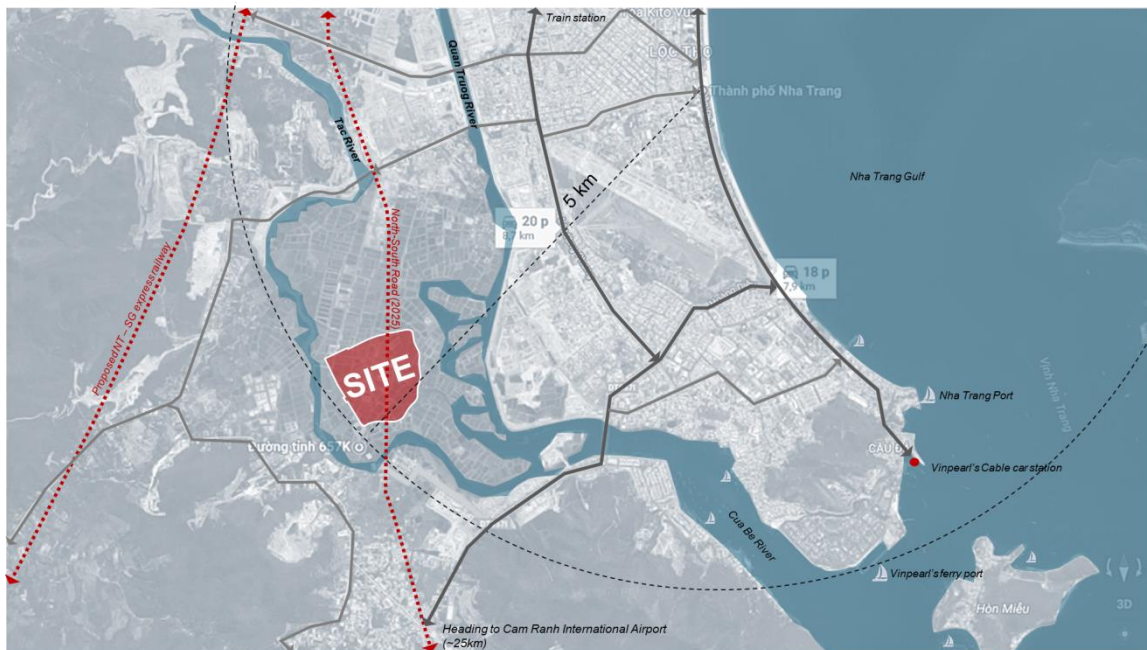 Train station
LỘC THỌ
Thành phố Nha Trang
Quan Truog River
Tac River
Nha Trang Gulf
5 km
20 p
8,7 km
18 p
7,9 km
North-South Road (2025)
Proposed NT – SG express railway
SITE
Vịnh Nha Trang
Nha Trang Port
Đường tỉnh 657K
Vinpearl's Cable car station
Cua Be River
Vinpearl's ferry port
Hòn Miễu
3D
Heading to Cam Ranh International Airport
(~25km)